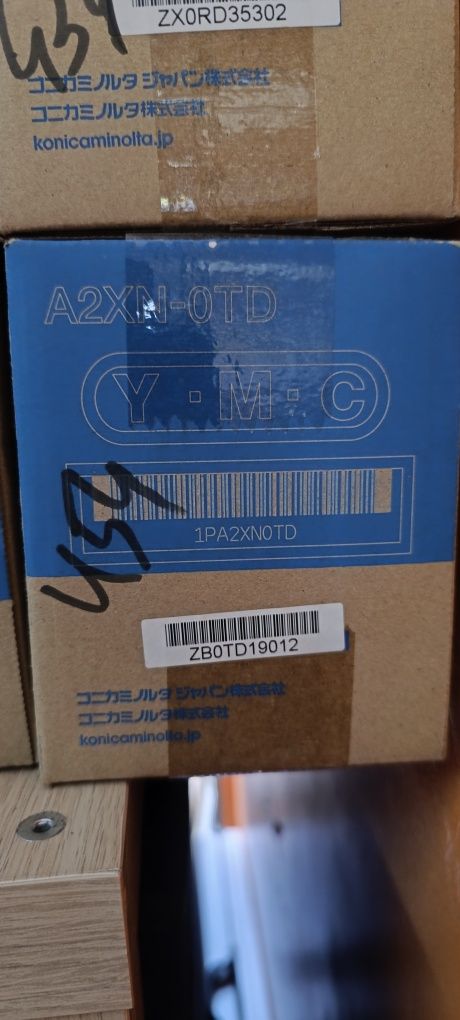 ZX0RD35302
454
コニカミノルタ ジャパン株式会社
コニカミノルタ株式会社
konicaminolta.jp
A2XN-0TD
Y・M・C
1PA2XN0TD
454
ZB0TD19012
コニカミノルタ ジャパン株式会社
コニカミノルタ株式会社
konicaminolta.jp